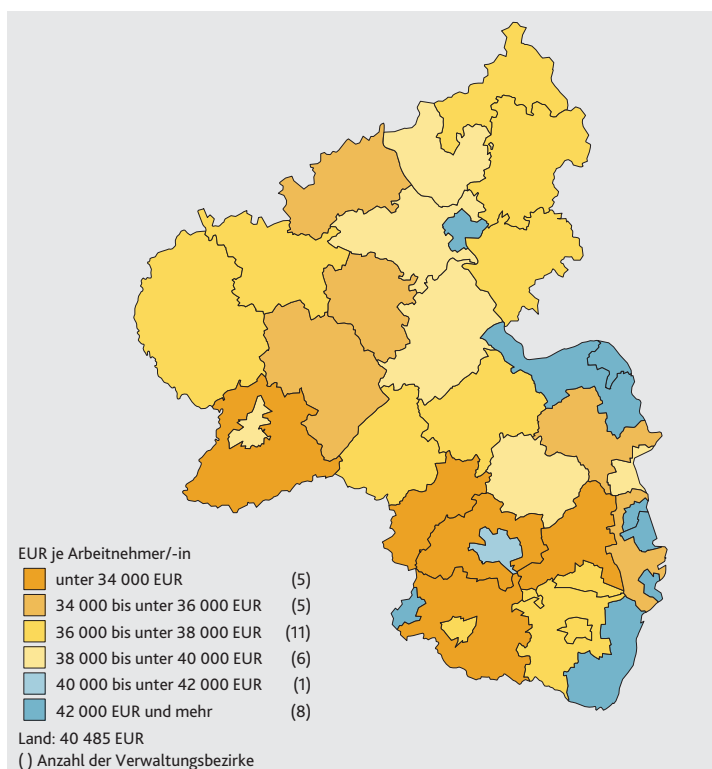 EUR je Arbeitnehmer/-in
unter 34 000 EUR (5)
34 000 bis unter 36 000 EUR (5)
36 000 bis unter 38 000 EUR (11)
38 000 bis unter 40 000 EUR (6)
40 000 bis unter 42 000 EUR (1)
42 000 EUR und mehr (8)
Land: 40 485 EUR
( ) Anzahl der Verwaltungsbezirke